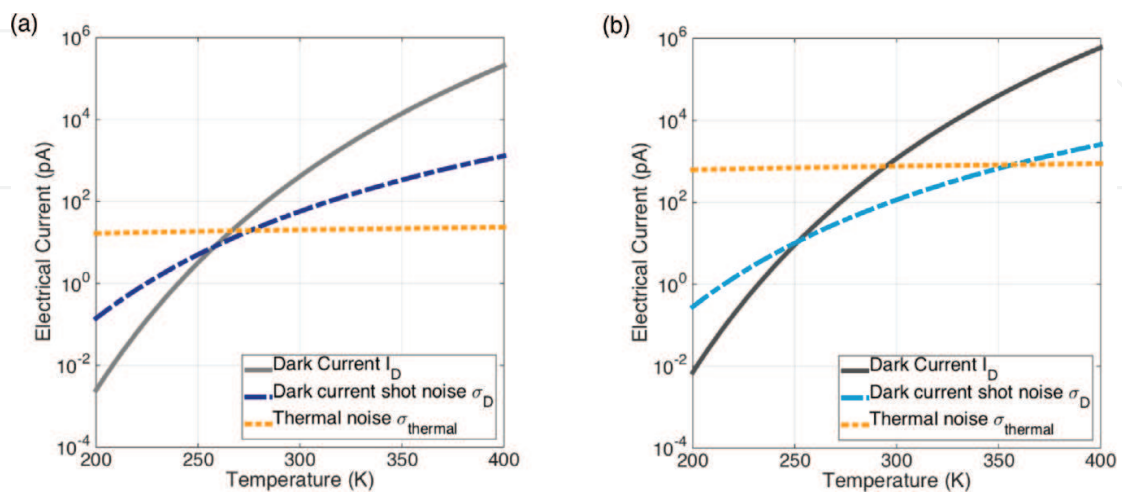 (a)
10^6
10^4
10^2
10^0
10^-2
10^-4
Electrical Current (pA)
200 250 300 350 400
Temperature (K)
Dark Current I_D
Dark current shot noise σ_D
Thermal noise σ_thermal
(b)
10^6
10^4
10^2
10^0
10^-2
10^-4
Electrical Current (pA)
200 250 300 350 400
Temperature (K)
Dark Current I_D
Dark current shot noise σ_D
Thermal noise σ_thermal